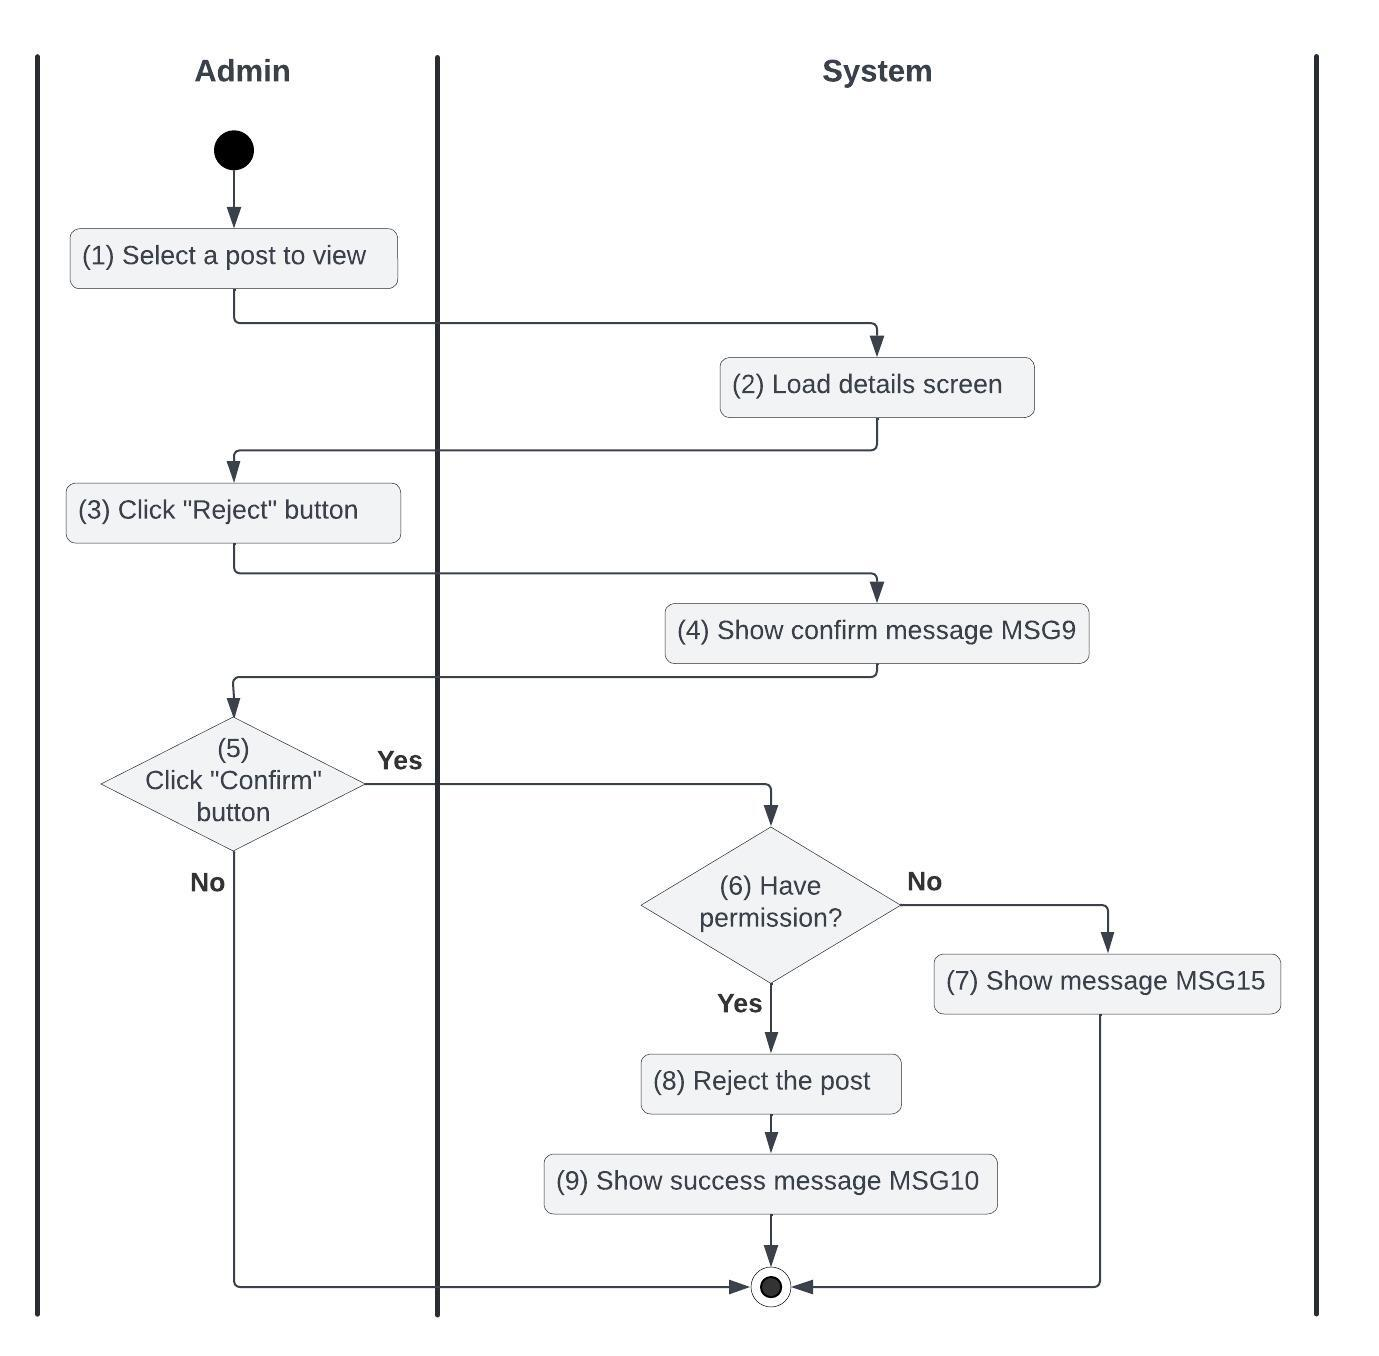 Admin
System
(1) Select a post to view
(2) Load details screen
(3) Click "Reject" button
(4) Show confirm message MSG9
(5)
Click "Confirm"
button
Yes
No
(6) Have
permission?
No
(7) Show message MSG15
Yes
(8) Reject the post
(9) Show success message MSG10